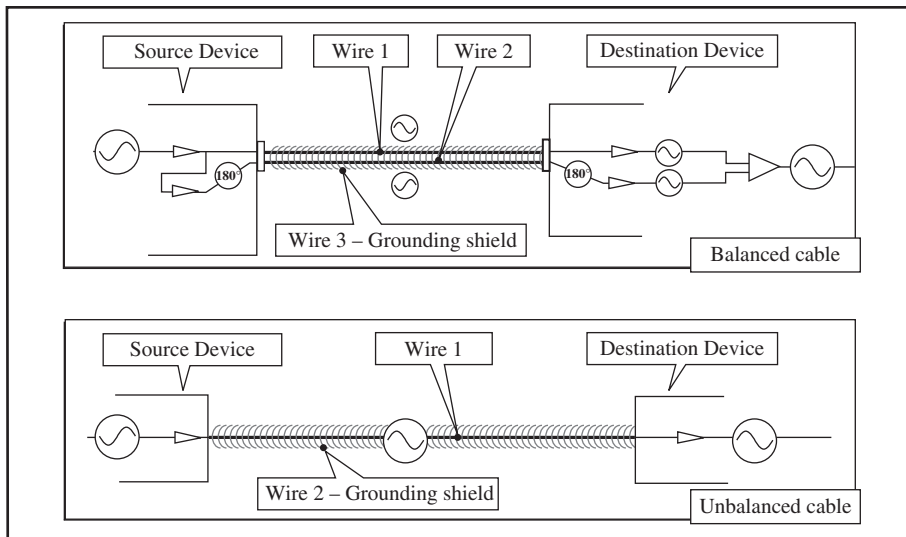 Source Device
Wire 1
Wire 2
Destination Device
180°
180°
Wire 3 – Grounding shield
Balanced cable
Source Device
Wire 1
Destination Device
Wire 2 – Grounding shield
Unbalanced cable